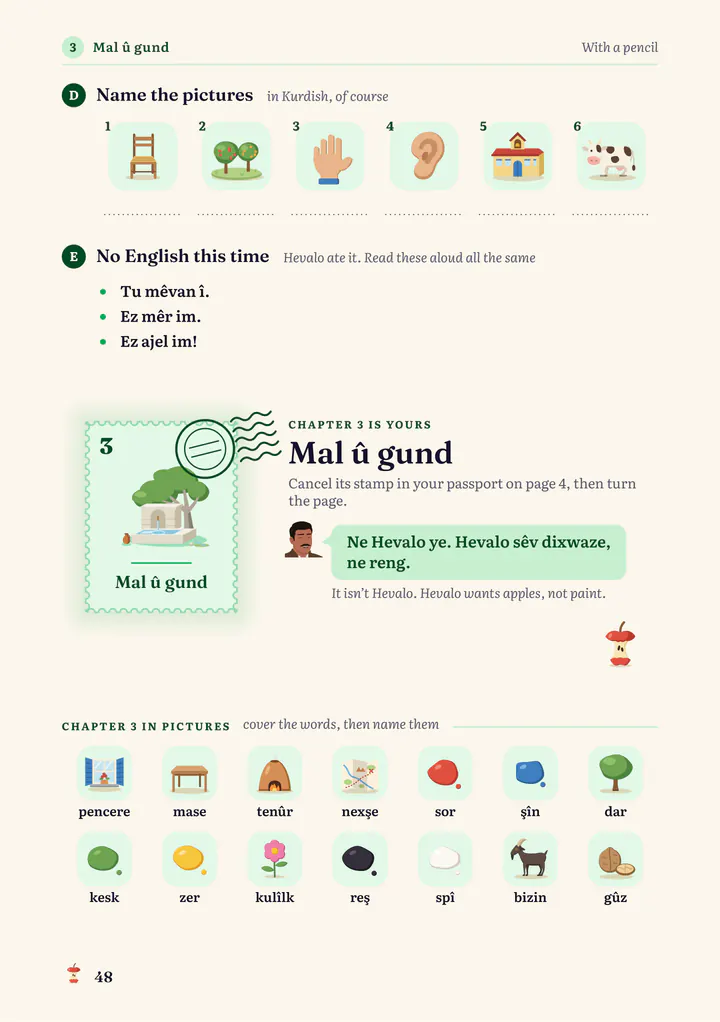 3 Mal û gund
With a pencil
D Name the pictures in Kurdish, of course
1 2 3 4 5 6
E No English this time Hevalo ate it. Read these aloud all the same
• Tu mêvan î.
• Ez mêr im.
• Ez ajel im!
3
Mal û gund
CHAPTER 3 IS YOURS
Mal û gund
Cancel its stamp in your passport on page 4, then turn
the page.
Ne Hevalo ye. Hevalo sêv dixwaze,
ne reng.
It isn't Hevalo. Hevalo wants apples, not paint.
CHAPTER 3 IN PICTURES cover the words, then name them
pencere mase tenûr nexşe sor şîn dar
kesk zer kulîlk reş spî bizin gûz
48